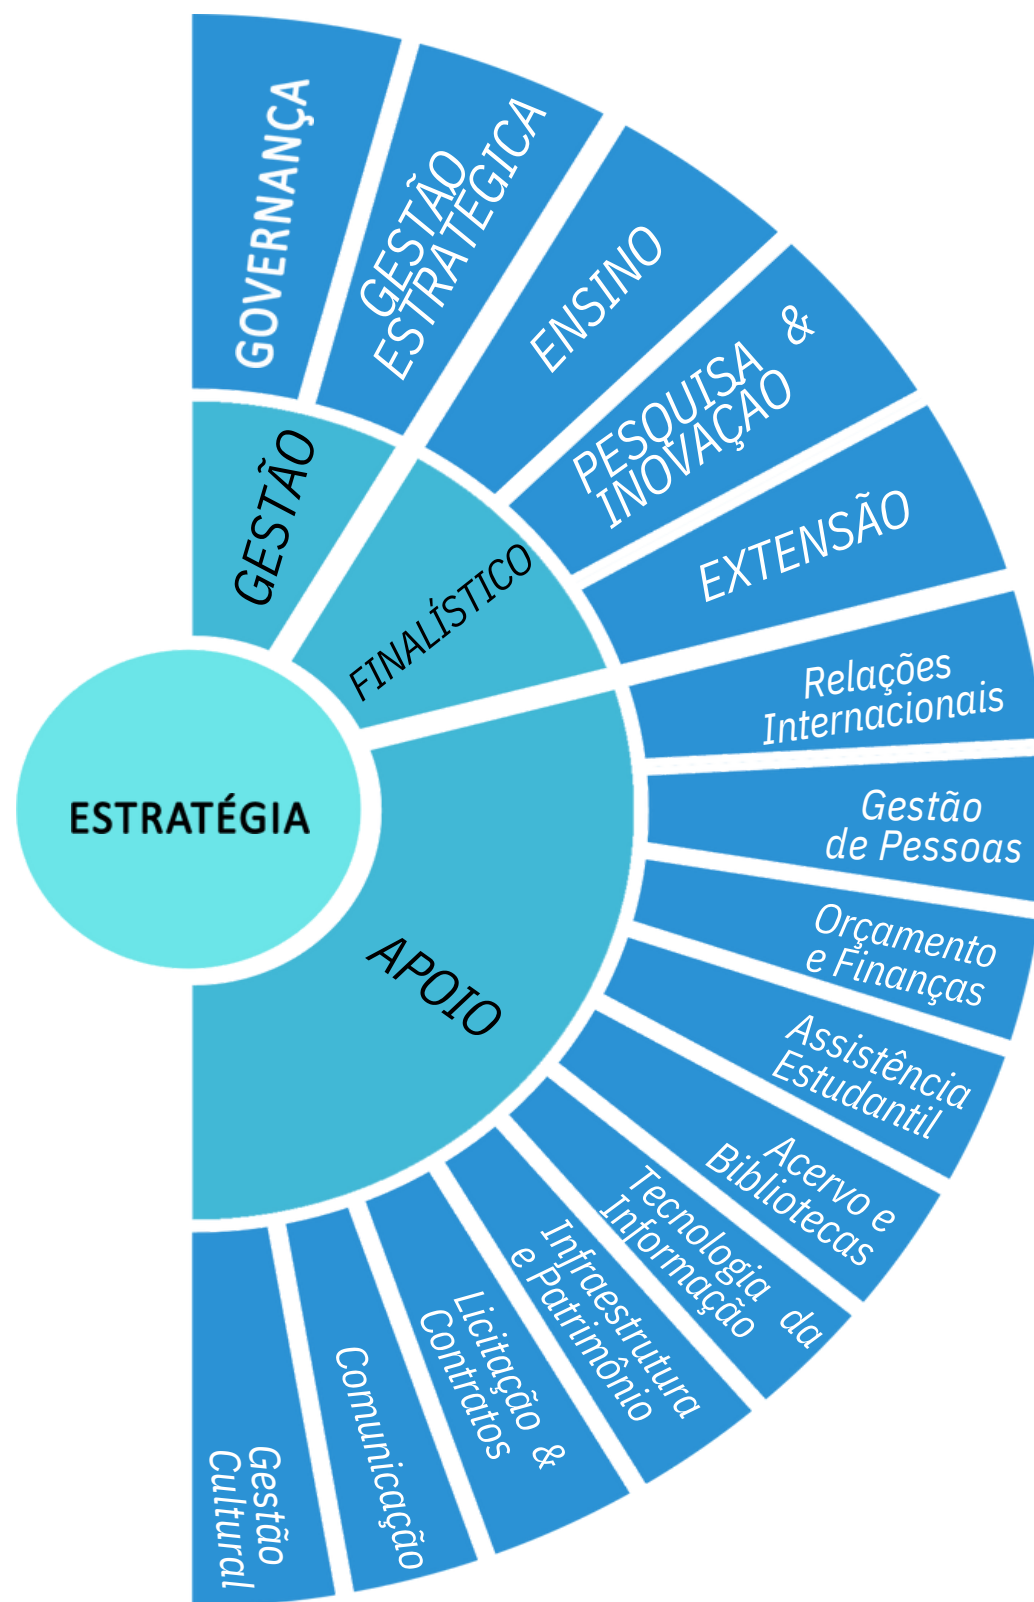 GOVERNANÇA
GESTÃO
ESTRATÉGICA
ENSINO
PESQUISA &
INOVAÇÃO
EXTENSÃO
Relações
Internacionais
Gestão
de Pessoas
Orçamento
e Finanças
Assistência
Estudantil
Acervo e
Bibliotecas
Tecnologia da
Informação
Infraestrutura
e Patrimônio
Licitação &
Contratos
Comunicação
Gestão
Cultural
GESTÃO
FINALÍSTICO
APOIO
ESTRATÉGIA